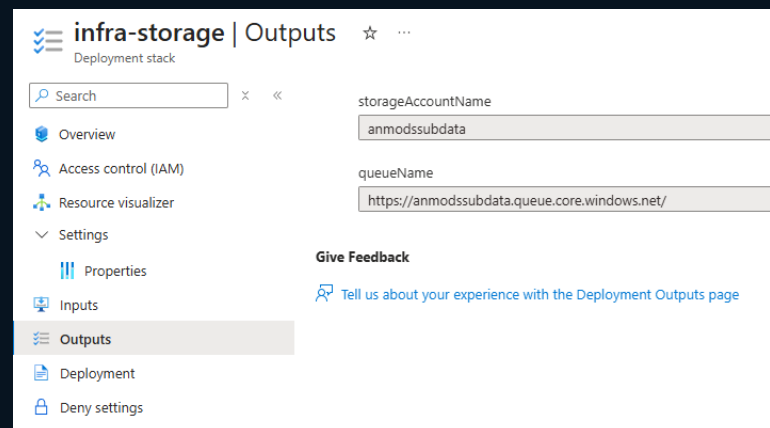 infra-storage | Outputs
Deployment stack
Search
Overview
Access control (IAM)
Resource visualizer
Settings
Properties
Inputs
Outputs
Deployment
Deny settings
storageAccountName
anmodssubdata
queueName
https://anmodssubdata.queue.core.windows.net/
Give Feedback
Tell us about your experience with the Deployment Outputs page